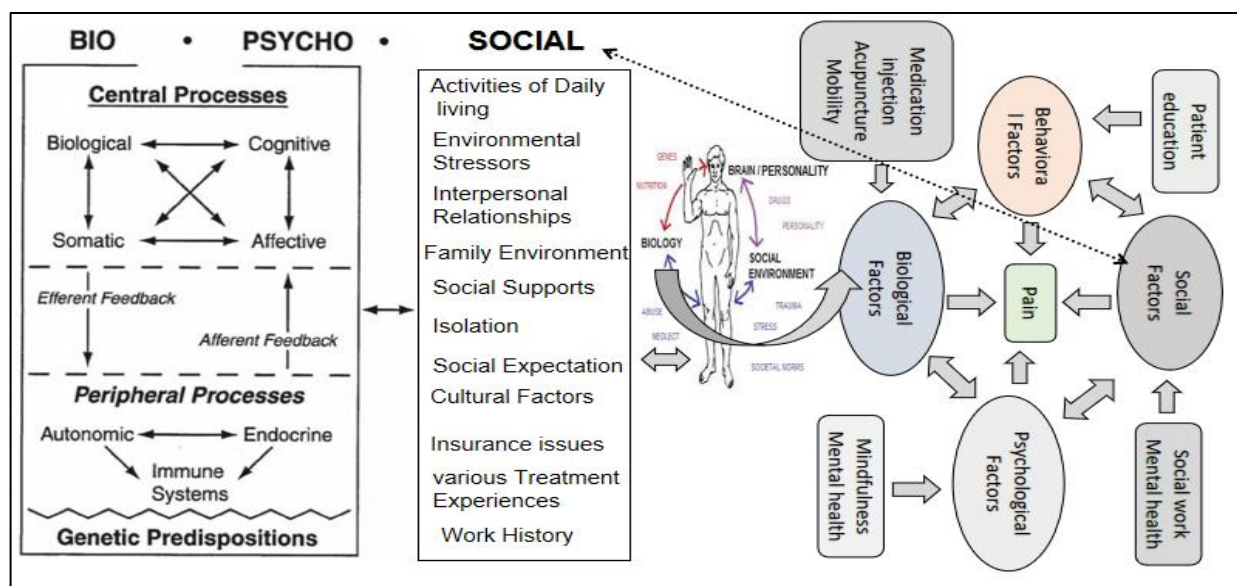 BIO • PSYCHO • SOCIAL
Central Processes
Biological Cognitive
Somatic Affective
Efferent Feedback
Afferent Feedback
Peripheral Processes
Autonomic Endocrine
Immune
Systems
Genetic Predispositions
Activities of Daily
living
Environmental
Stressors
Interpersonal
Relationships
Family Environment
Social Supports
Isolation
Social Expectation
Cultural Factors
Insurance issues
various Treatment
Experiences
Work History
GENES
NUTRITION
BRAIN / PERSONALITY
DRUGS
PERSONALITY
BIOLOGY
SOCIAL
ENVIRONMENT
ABUSE
NEGLECT
TRAUMA
STRESS
SOCIETAL NORMS
Medication
injection
Acupuncture
Mobility
Behaviora
l Factors
Patient
education
Biological
Factors
Pain
Social
Factors
Mindfulness
Mental health
Psychological
Factors
Social work
Mental health